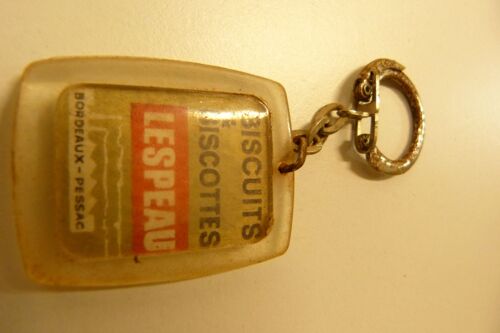 BISCUITS
BISCOTTES
LESPEAU
BORDEAUX - PESSAC